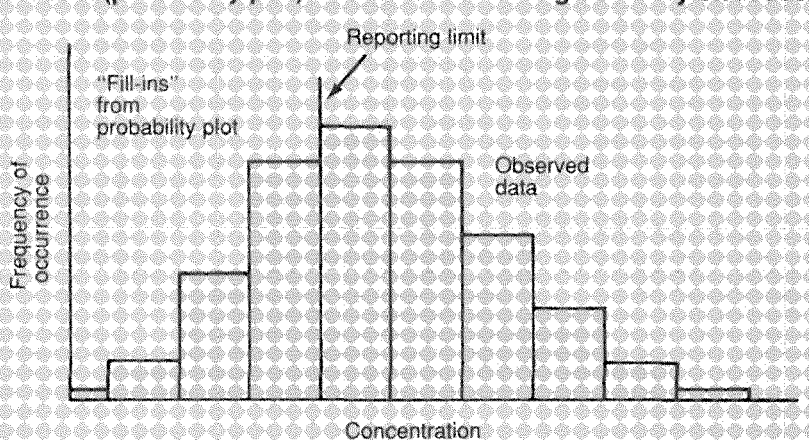 Reporting limit
"Fill-ins"
from
probability plot
Observed
data
Frequency of
occurrence
Concentration